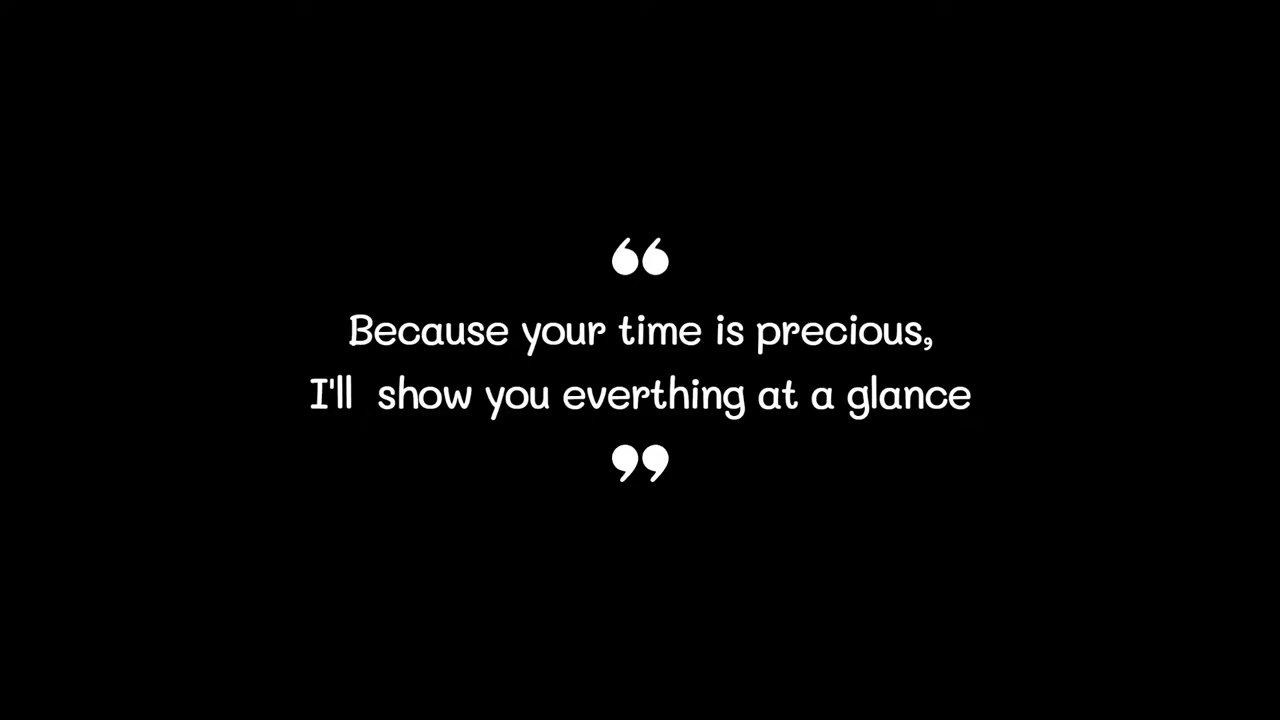 “
Because your time is precious,
I'll  show you everthing at a glance
”